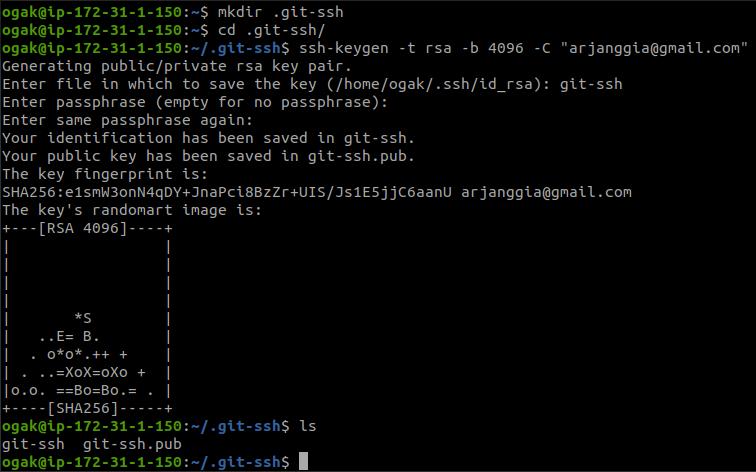 ogak@ip-172-31-1-150:~$ mkdir .git-ssh
ogak@ip-172-31-1-150:~$ cd .git-ssh/
ogak@ip-172-31-1-150:~/.git-ssh$ ssh-keygen -t rsa -b 4096 -C "arjanggia@gmail.com"
Generating public/private rsa key pair.
Enter file in which to save the key (/home/ogak/.ssh/id_rsa): git-ssh
Enter passphrase (empty for no passphrase):
Enter same passphrase again:
Your identification has been saved in git-ssh.
Your public key has been saved in git-ssh.pub.
The key fingerprint is:
SHA256:e1smW3onN4qDY+JnaPci8BzZr+UIS/Js1E5jjC6aanU arjanggia@gmail.com
The key's randomart image is:
+---[RSA 4096]----+
|                 |
|                 |
|                 |
|                 |
|       *S        |
|   ..E= B.       |
|  . o*o*.++ +    |
| . ..=XoX=oXo +  |
|o.o. ==Bo=Bo.= . |
+----[SHA256]-----+
ogak@ip-172-31-1-150:~/.git-ssh$ ls
git-ssh  git-ssh.pub
ogak@ip-172-31-1-150:~/.git-ssh$